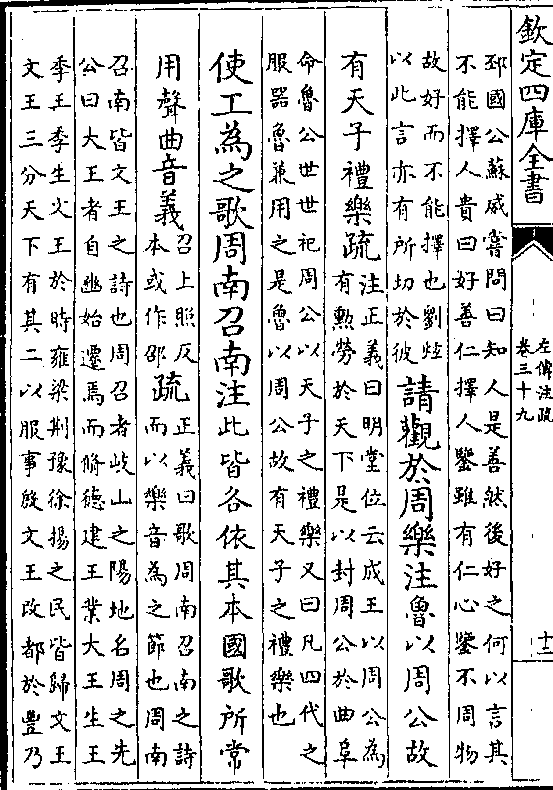 欽定四庫全書
左傳注疏
卷三十九
邳國公蘇威嘗問曰知人是善然後好之何以言其
不能擇人貴曰好善仁擇人鑒雖有仁心鑒不周物
故好而不能擇也劉炫
以此言亦有所切於彼
請觀於周樂注魯以周公故
有天子禮樂疏
注正義曰明堂位云成王以周公為
有勲勞於天下是以封周公於曲阜
命魯公世世祀周公以天子之禮樂又曰凡四代之
服器魯兼用之是魯以周公故有天子之禮樂也
使工為之歌周南召南注此皆各依其本國歌所常
用聲曲音義
召上照反
本或作邵
疏
正義曰歌周南召南之詩
而以樂音為之節也周南
召南皆文王之詩也周召者岐山之陽地名周之先
公曰大王者自豳始遷焉而脩德建王業大王生王
季王季生文王於時雍梁荆豫徐揚之民皆歸文王
文王三分天下有其二以服事殷文王改都於豐乃